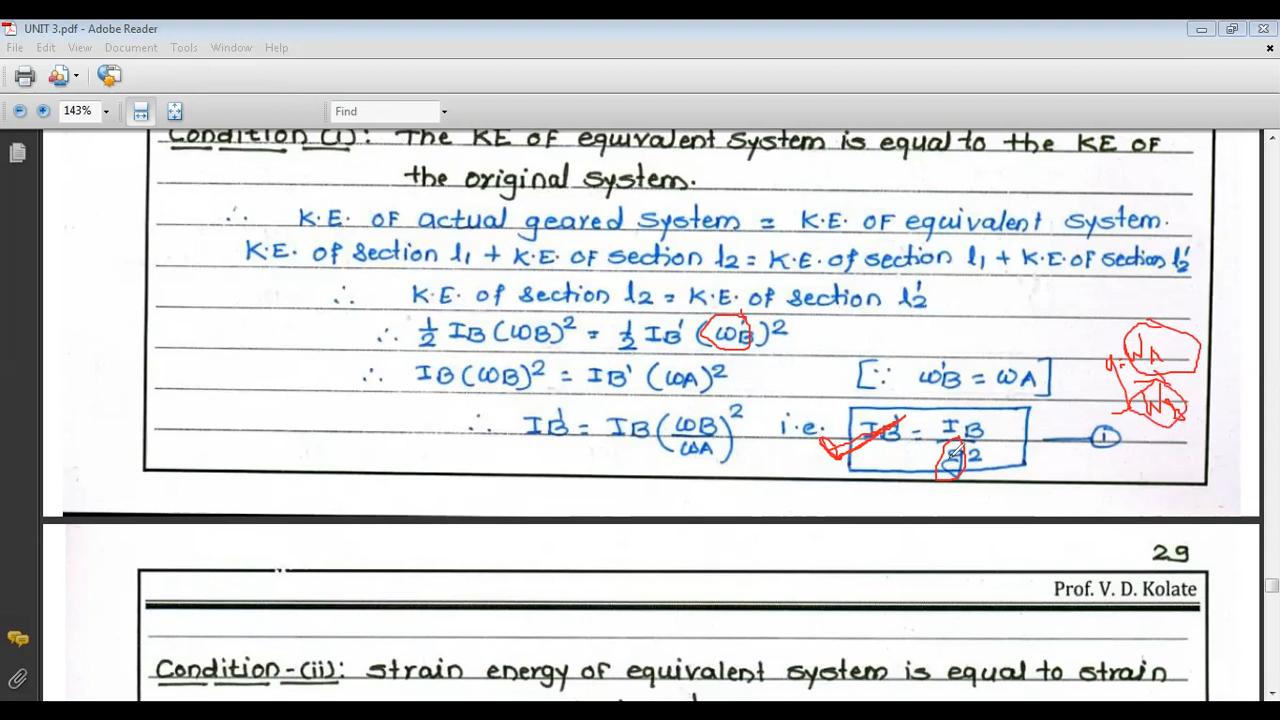 UNIT 3.pdf - Adobe Reader
File Edit View Document Tools Window Help
143% Find
Condition (i): The KE of equivalent system is equal to the KE of
the original system.
∴ K.E. of actual geared system = K.E. of equivalent system.
K.E. of section l1 + K.E. of section l2 = K.E. of section l1 + K.E. of section l2'
∴ K.E. of section l2 = K.E. of section l2'
∴ 1/2 IB (ωB)² = 1/2 IB' (ωB')²
∴ IB (ωB)² = IB' (ωA)² [∵ ωB' = ωA]
∴ IB' = IB (ωB/ωA)² i.e. IB' = IB/G² — 1
29
Prof. V. D. Kolate
Condition-(ii): strain energy of equivalent system is equal to strain